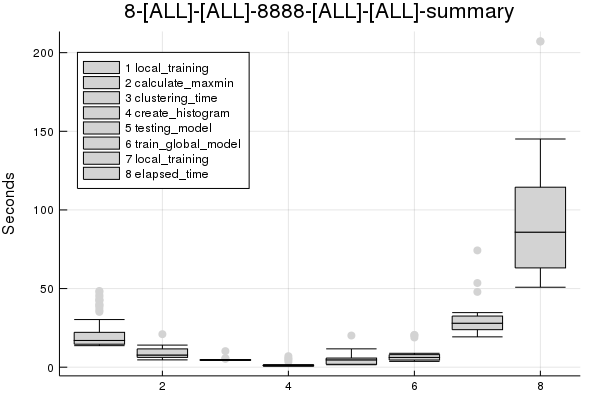 8-[ALL]-[ALL]-8888-[ALL]-[ALL]-summary
Seconds
200
150
100
50
0
1 local_training
2 calculate_maxmin
3 clustering_time
4 create_histogram
5 testing_model
6 train_global_model
7 local_training
8 elapsed_time
2 4 6 8